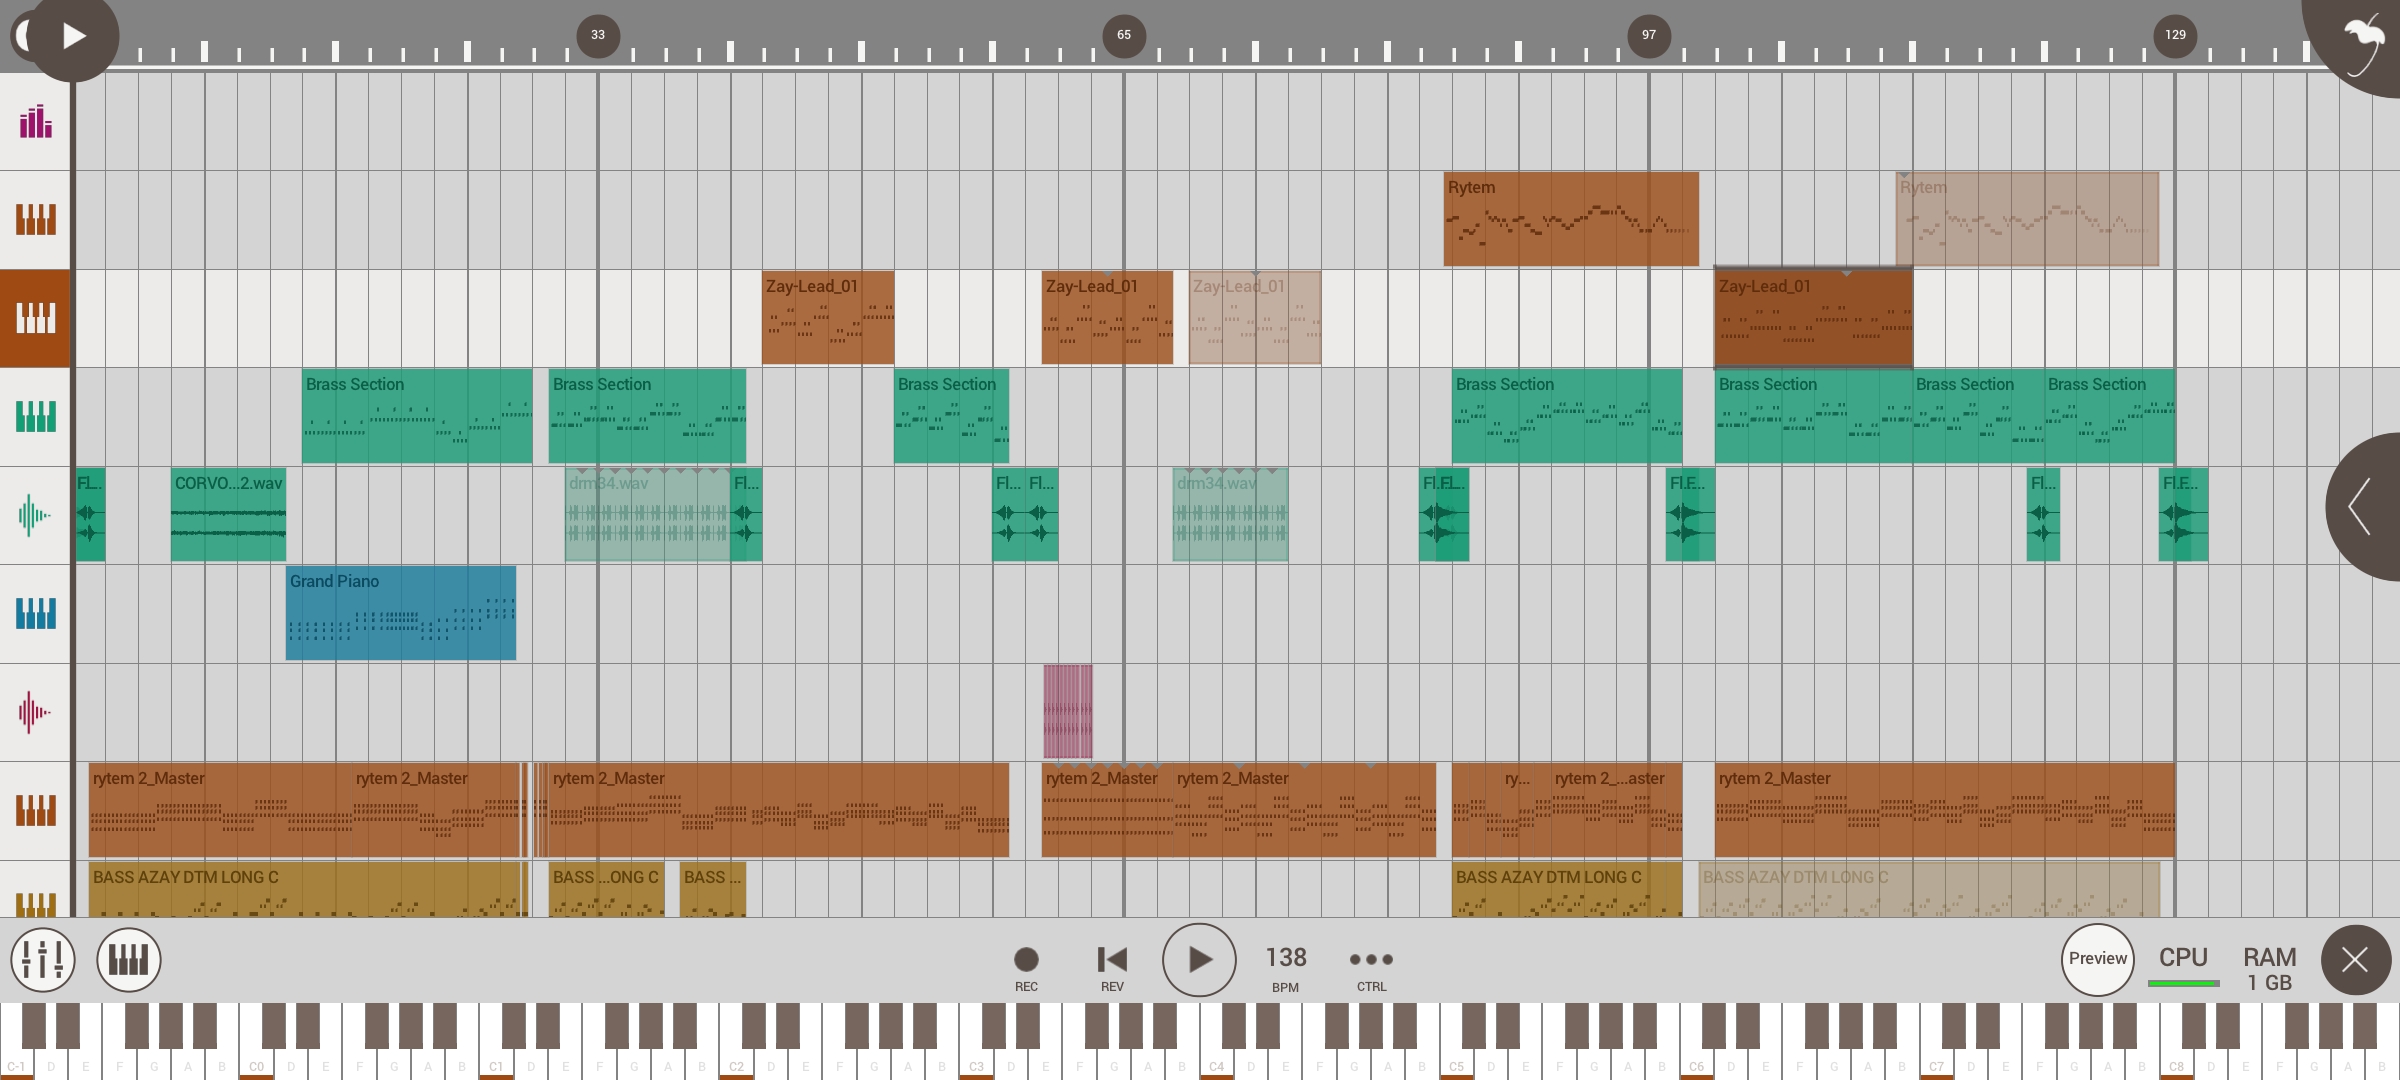 33 65 97 129
Rytem Rytem
Zay-Lead_01 Zay-Lead_01 Zay-Lead_01 Zay-Lead_01
Brass Section Brass Section Brass Section Brass Section Brass Section Brass Section Brass Section
FL.. CORVO...2.wav drm34.wav Fl... Fl... Fl... drm34.wav Fl.FL.. Fl.F... Fl... Fl.F...
Grand Piano
rytem 2_Master rytem 2_Master rytem 2_Master rytem 2_Master rytem 2_Master ry... rytem 2_...aster rytem 2_Master
BASS AZAY DTM LONG C BASS ...ONG C BASS ... BASS AZAY DTM LONG C BASS AZAY DTM LONG C
138 Preview CPU RAM
REC REV BPM CTRL 1 GB
C-1 D E F G A B C0 D E F G A B C1 D E F G A B C2 D E F G A B C3 D E F G A B C4 D E F G A B C5 D E F G A B C6 D E F G A B C7 D E F G A B C8 D E F G A B